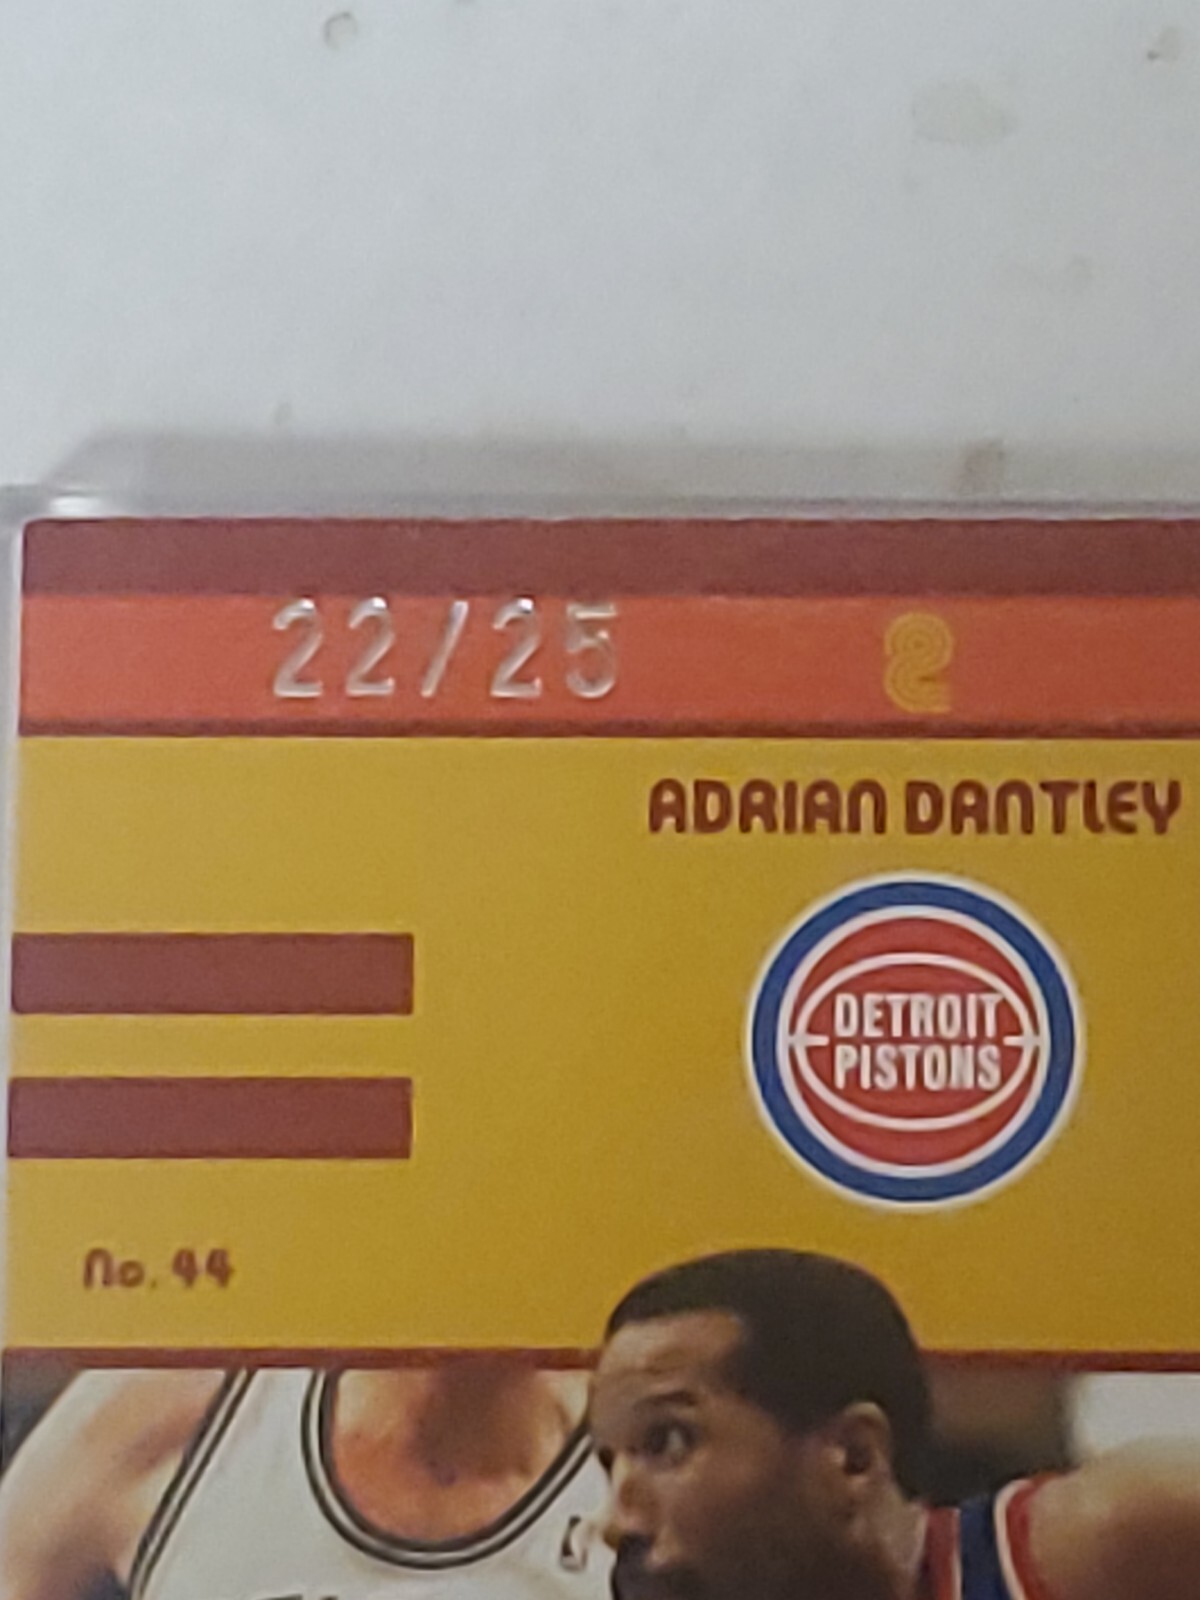 22/25
2
ADRIAN DANTLEY
DETROIT
PISTONS
No. 44